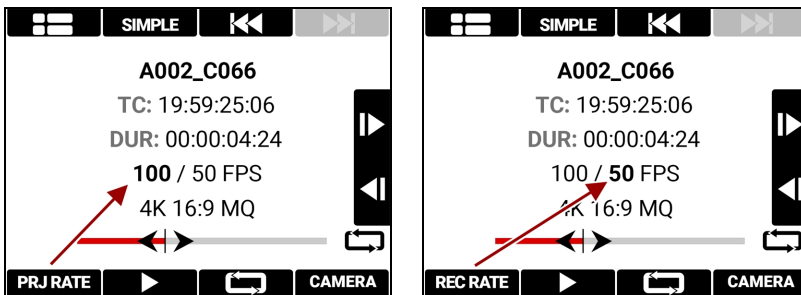 SIMPLE
A002_C066
TC: 19:59:25:06
DUR: 00:00:04:24
100 / 50 FPS
4K 16:9 MQ
PRJ RATE
CAMERA
SIMPLE
A002_C066
TC: 19:59:25:06
DUR: 00:00:04:24
100 / 50 FPS
4K 16:9 MQ
REC RATE
CAMERA